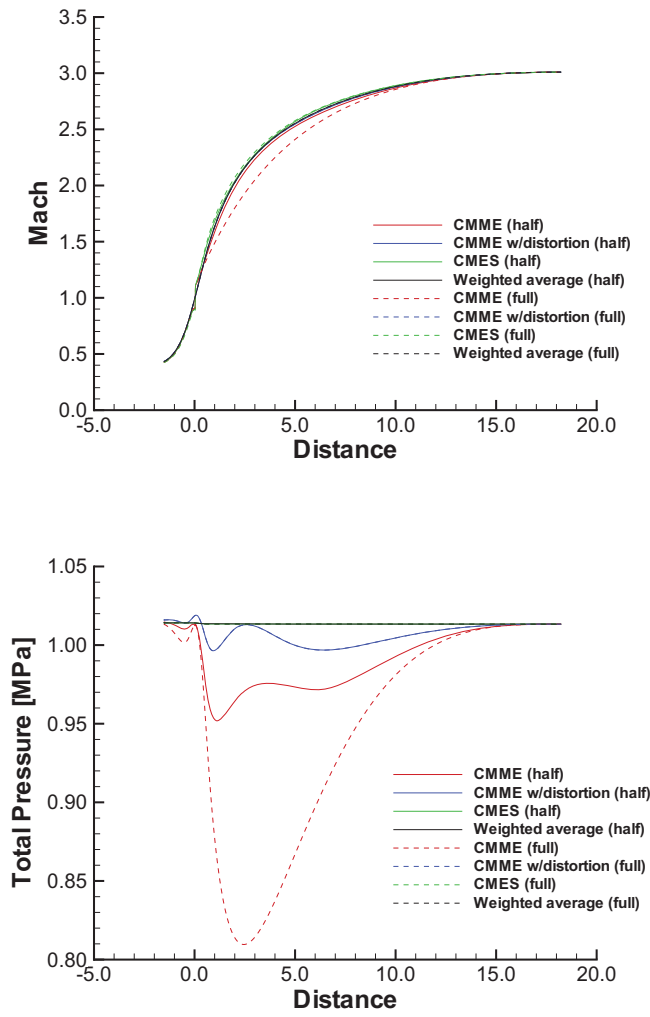 3.5
3.0
2.5
2.0
1.5
1.0
0.5
0.0
Mach
CMME (half)
CMME w/distortion (half)
CMES (half)
Weighted average (half)
CMME (full)
CMME w/distortion (full)
CMES (full)
Weighted average (full)
-5.0 0.0 5.0 10.0 15.0 20.0
Distance
1.05
1.00
0.95
0.90
0.85
0.80
Total Pressure [MPa]
CMME (half)
CMME w/distortion (half)
CMES (half)
Weighted average (half)
CMME (full)
CMME w/distortion (full)
CMES (full)
Weighted average (full)
-5.0 0.0 5.0 10.0 15.0 20.0
Distance